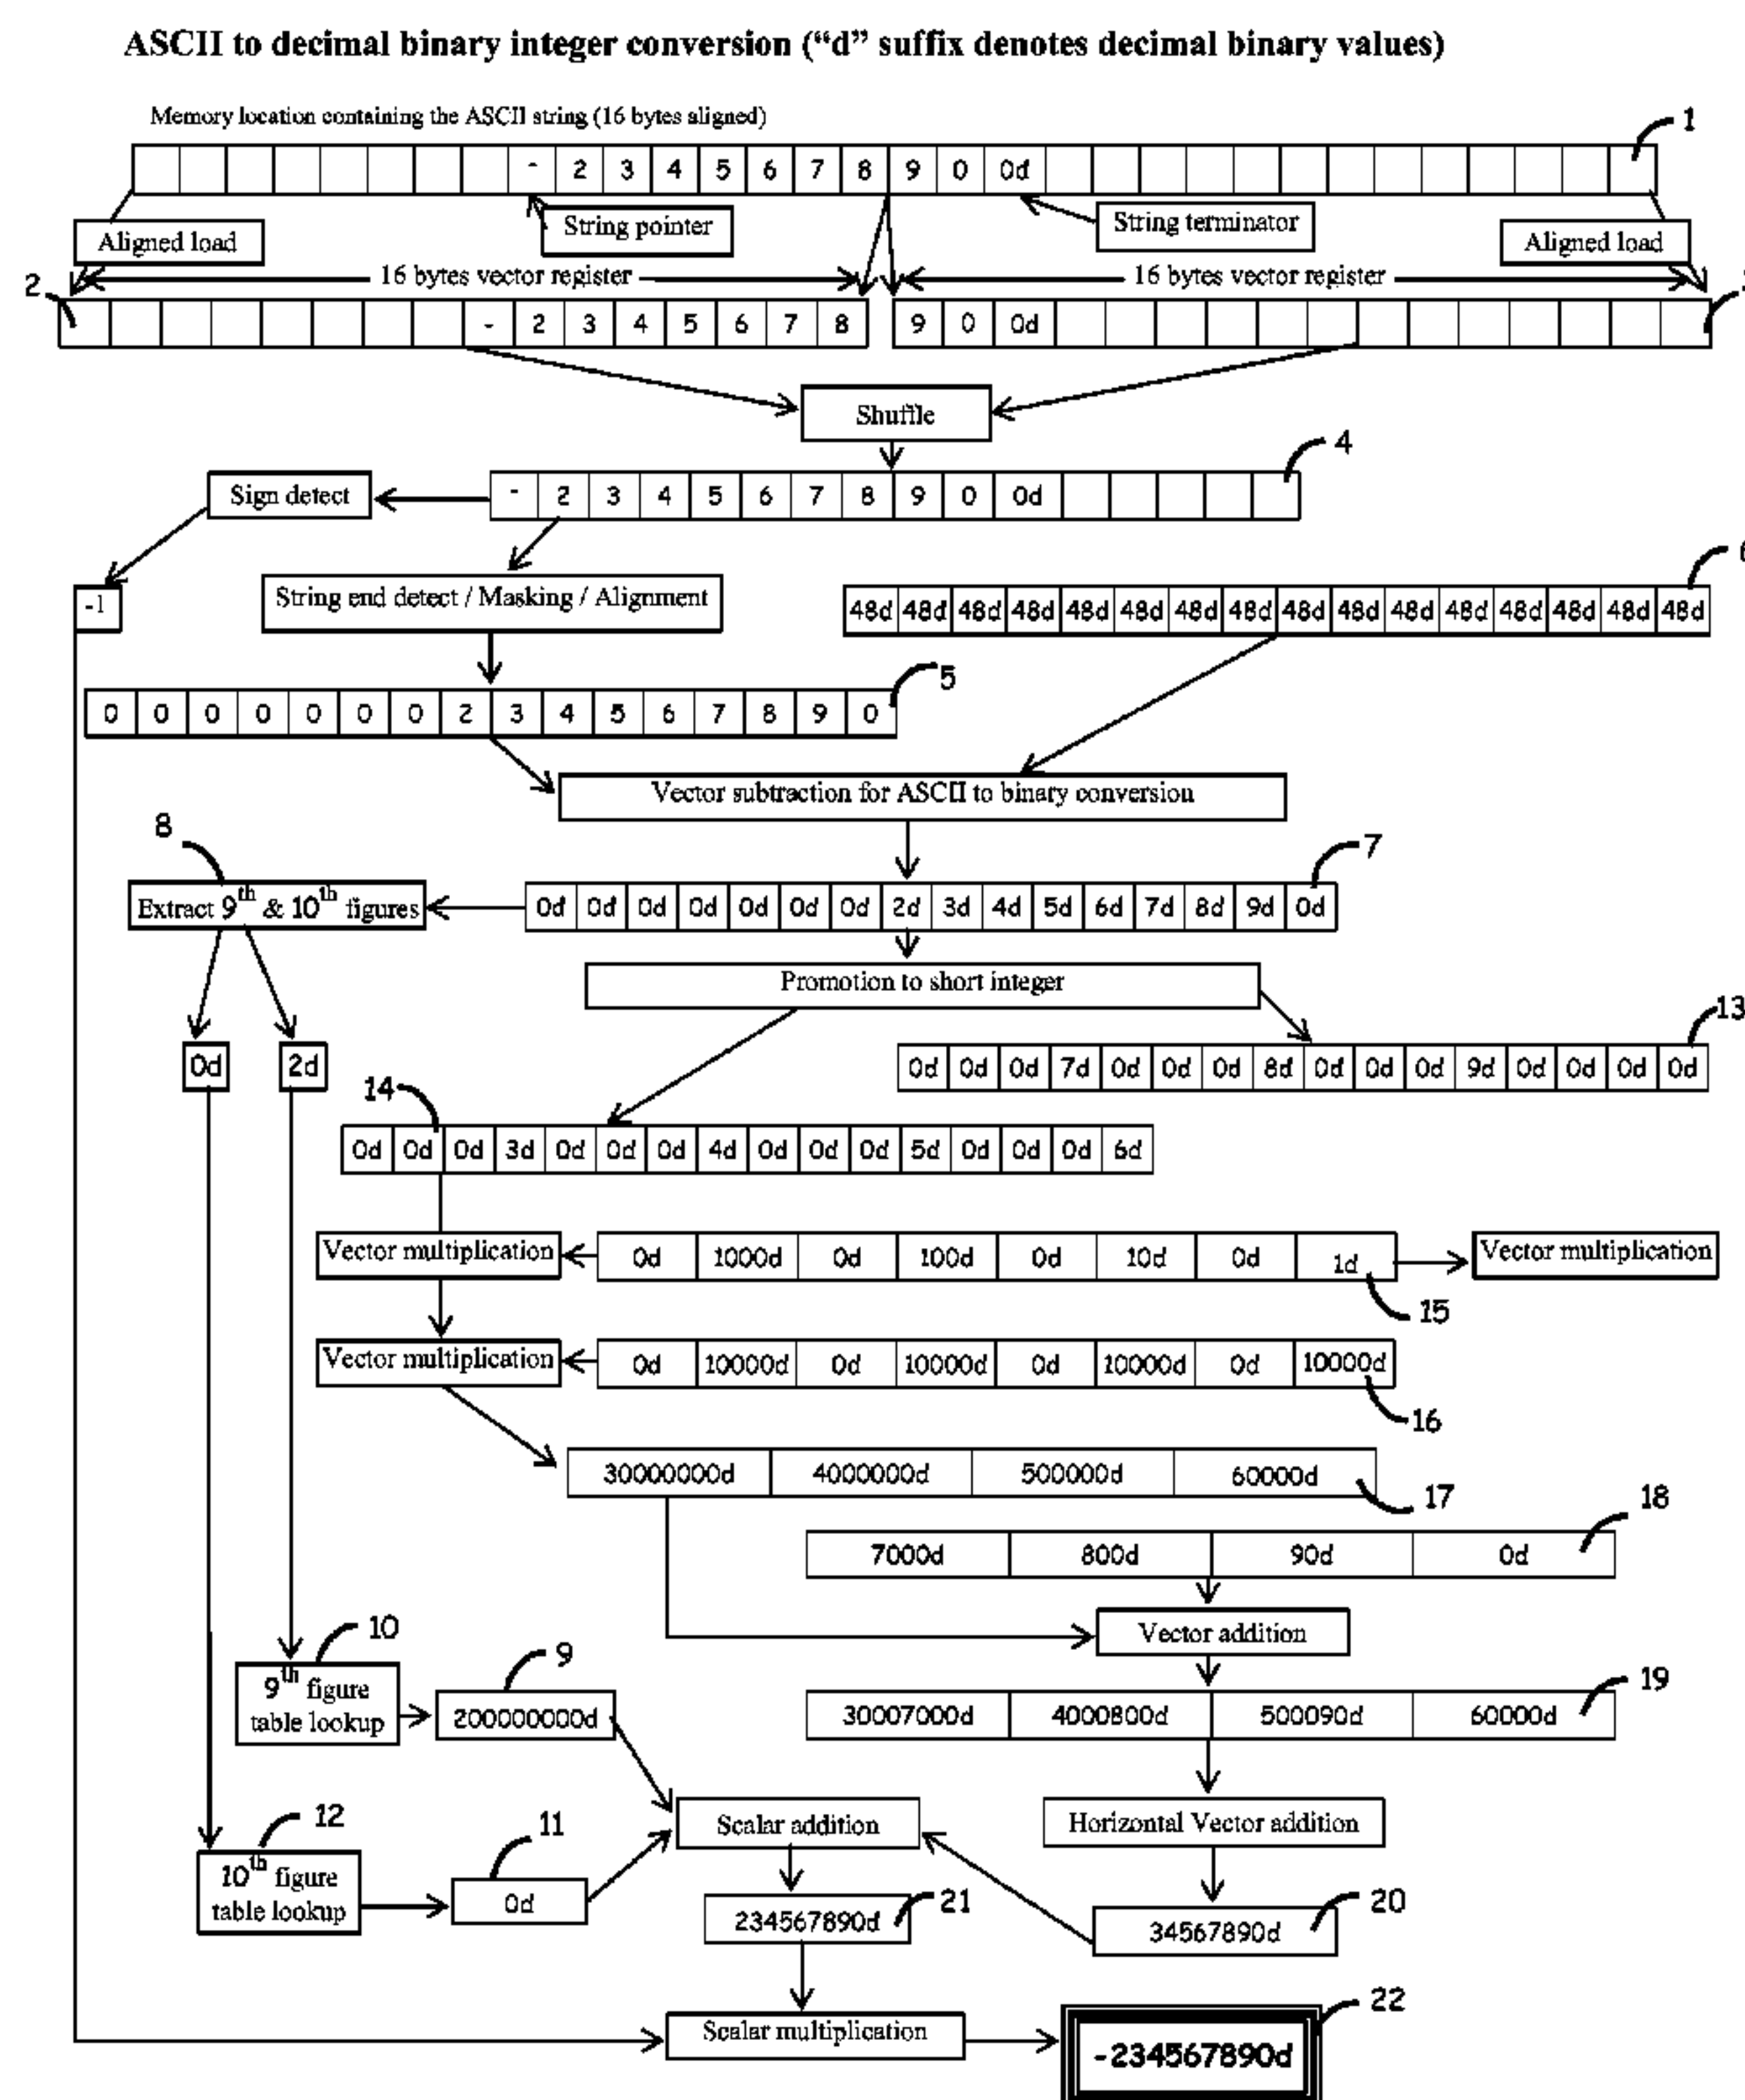 ASCII to decimal binary integer conversion (“d” suffix denotes decimal binary values)
Memory location containing the ASCII string (16 bytes aligned)
1
- 2 3 4 5 6 7 8 9 0 0d
Aligned load
String pointer
String terminator
Aligned load
2
16 bytes vector register
16 bytes vector register
- 2 3 4 5 6 7 8
9 0 0d
Shuffle
4
Sign detect
- 2 3 4 5 6 7 8 9 0 0d
-1
String end detect / Masking / Alignment
48d 48d 48d 48d 48d 48d 48d 48d 48d 48d 48d 48d 48d 48d 48d 48d
5
0 0 0 0 0 0 0 2 3 4 5 6 7 8 9 0
Vector subtraction for ASCII to binary conversion
8
7
Extract 9th & 10th figures
0d 0d 0d 0d 0d 0d 0d 2d 3d 4d 5d 6d 7d 8d 9d 0d
Promotion to short integer
13
0d
2d
0d 0d 0d 7d 0d 0d 0d 8d 0d 0d 0d 9d 0d 0d 0d 0d
14
0d 0d 0d 3d 0d 0d 0d 4d 0d 0d 0d 5d 0d 0d 0d 6d
Vector multiplication
0d 1000d 0d 100d 0d 10d 0d 1d
Vector multiplication
15
Vector multiplication
0d 10000d 0d 10000d 0d 10000d 0d 10000d
16
30000000d 4000000d 500000d 60000d
17
18
7000d 800d 90d 0d
10
Vector addition
9
9th figure
table lookup
200000000d
19
30007000d 4000800d 500090d 60000d
12
11
Scalar addition
Horizontal Vector addition
10th figure
table lookup
0d
21
234567890d
20
34567890d
22
Scalar multiplication
-234567890d